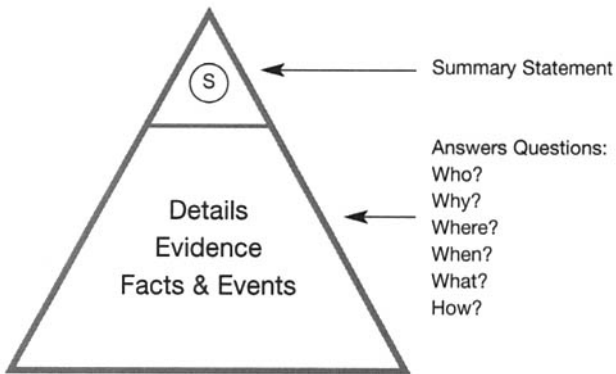 S
Summary Statement
Details
Evidence
Facts & Events
Answers Questions:
Who?
Why?
Where?
When?
What?
How?